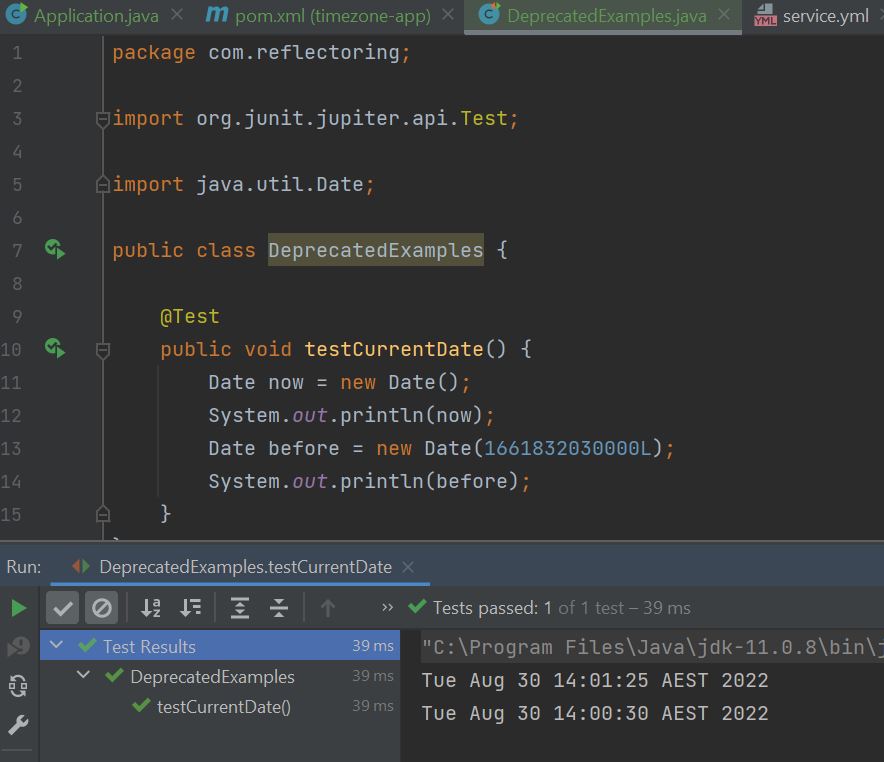 Application.java
pom.xml (timezone-app)
DeprecatedExamples.java
service.yml
1 package com.reflectoring;
2
3 import org.junit.jupiter.api.Test;
4
5 import java.util.Date;
6
7 public class DeprecatedExamples {
8
9 @Test
10 public void testCurrentDate() {
11 Date now = new Date();
12 System.out.println(now);
13 Date before = new Date(1661832030000L);
14 System.out.println(before);
15 }
Run: DeprecatedExamples.testCurrentDate
Tests passed: 1 of 1 test – 39 ms
Test Results 39 ms
DeprecatedExamples 39 ms
testCurrentDate() 39 ms
"C:\Program Files\Java\jdk-11.0.8\bin\j
Tue Aug 30 14:01:25 AEST 2022
Tue Aug 30 14:00:30 AEST 2022